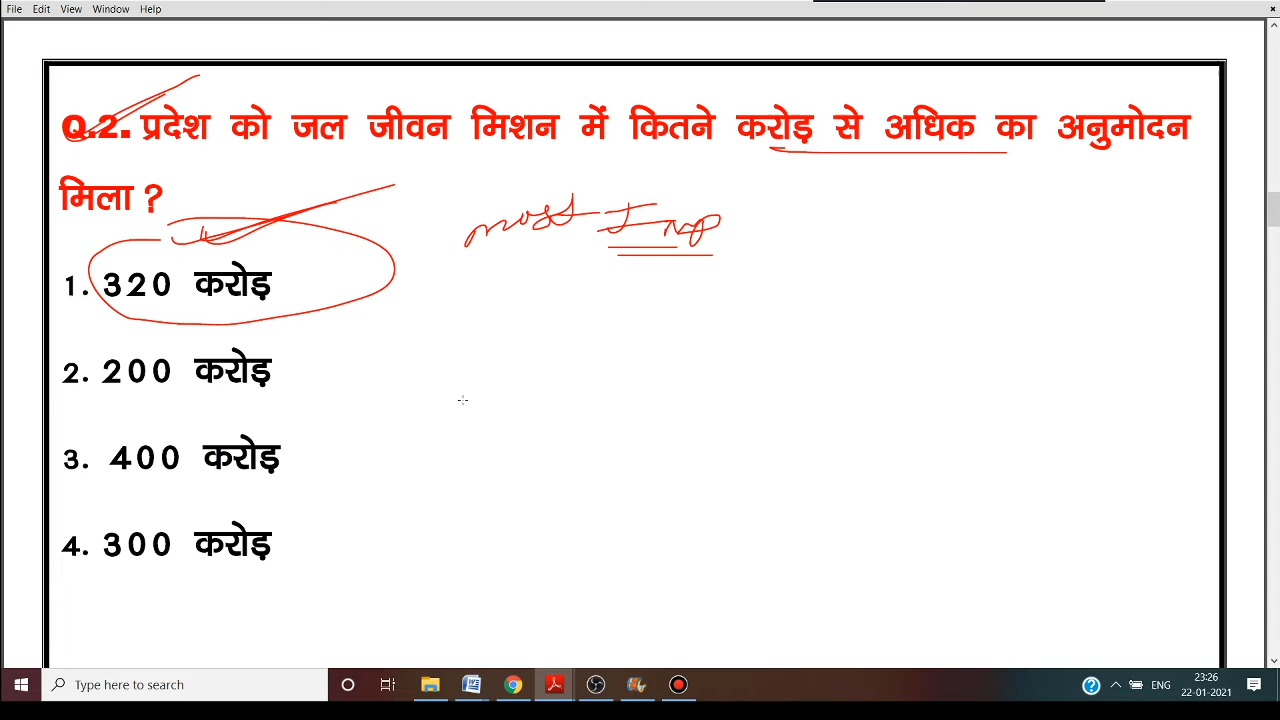 File Edit View Window Help
Q.2. प्रदेश को जल जीवन मिशन में कितने करोड़ से अधिक का अनुमोदन
मिला ?
most Imp
1. 320 करोड़
2. 200 करोड़
3. 400 करोड़
4. 300 करोड़
Type here to search
ENG
23:26
22-01-2021